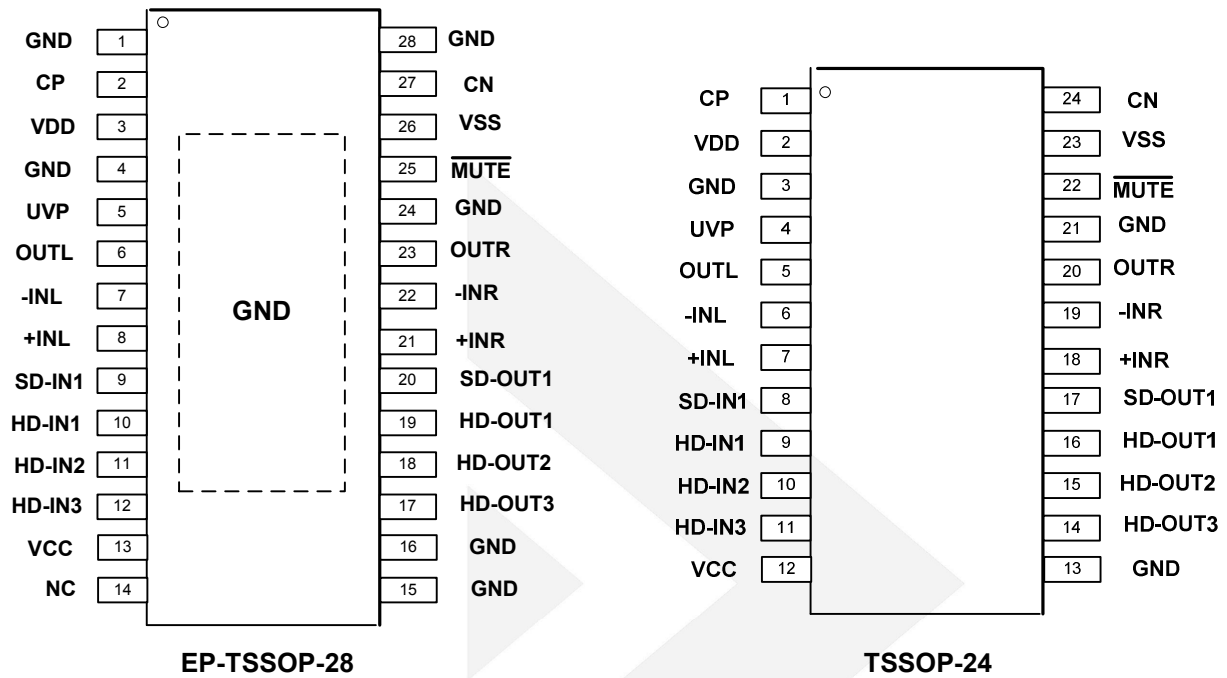 GND 1 28 GND
CP 2 27 CN
VDD 3 26 VSS
GND 4 25 MUTE
UVP 5 24 GND
OUTL 6 23 OUTR
-INL 7 22 -INR
+INL 8 21 +INR
SD-IN1 9 20 SD-OUT1
HD-IN1 10 19 HD-OUT1
HD-IN2 11 18 HD-OUT2
HD-IN3 12 17 HD-OUT3
VCC 13 16 GND
NC 14 15 GND
GND
EP-TSSOP-28
CP 1 24 CN
VDD 2 23 VSS
GND 3 22 MUTE
UVP 4 21 GND
OUTL 5 20 OUTR
-INL 6 19 -INR
+INL 7 18 +INR
SD-IN1 8 17 SD-OUT1
HD-IN1 9 16 HD-OUT1
HD-IN2 10 15 HD-OUT2
HD-IN3 11 14 HD-OUT3
VCC 12 13 GND
TSSOP-24